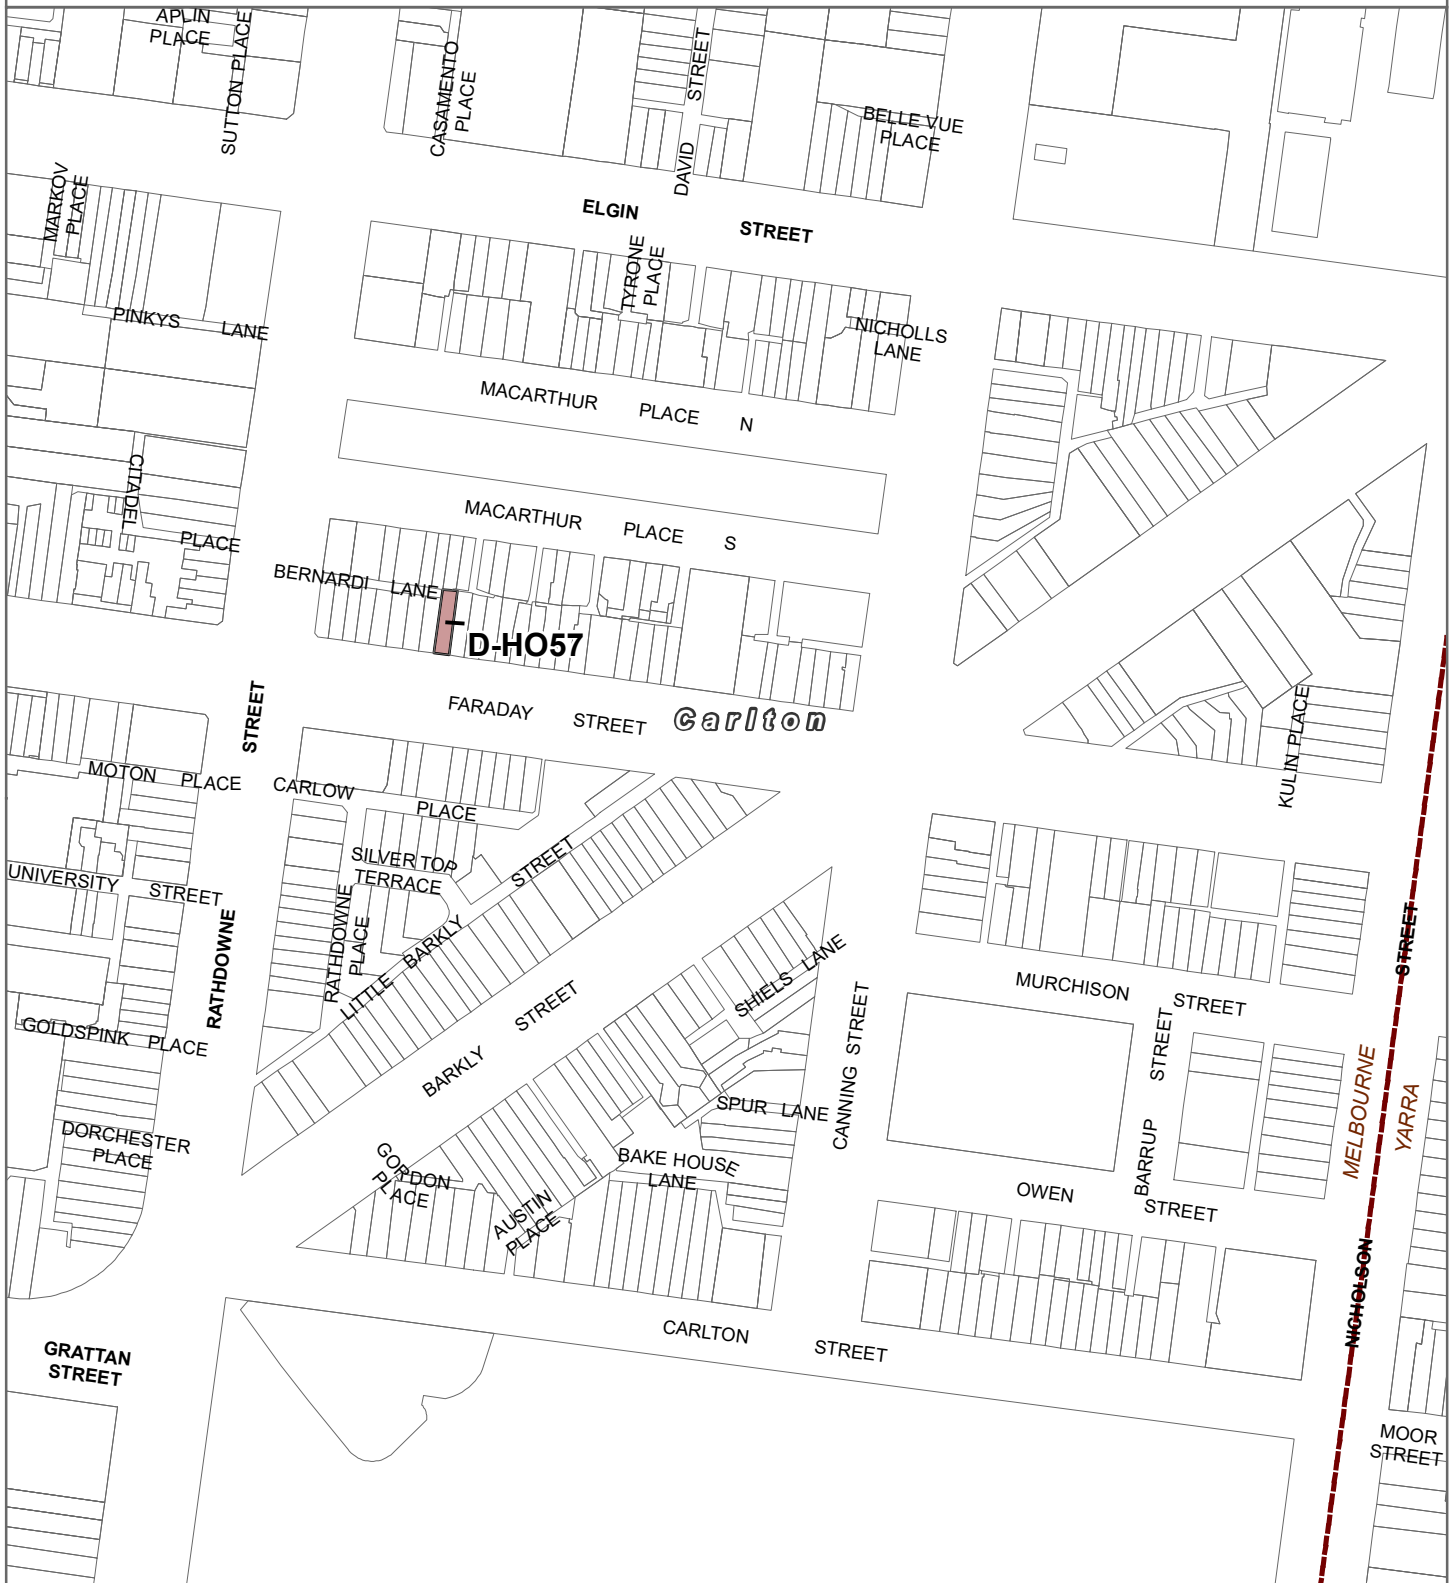 APLIN
PLACE
SUTTON PLACE
CASAMENTO
PLACE
DAVID STREET
BELLE VUE
PLACE
MARKOV
PLACE
ELGIN STREET
TYRONE
PLACE
PINKYS LANE
NICHOLLS
LANE
MACARTHUR PLACE N
CITADEL
PLACE
MACARTHUR PLACE S
BERNARDI LANE
D-HO57
FARADAY STREET
Carlton
KULIN PLACE
STREET
MOTON PLACE
CARLOW
PLACE
SILVER TOP
TERRACE
UNIVERSITY STREET
RATHDOWNE
RATHDOWNE
PLACE
LITTLE BARKLY STREET
BARKLY STREET
SHIELS LANE
GOLDSPINK PLACE
MURCHISON STREET
CANNING STREET
BARRUP STREET
NICHOLSON STREET
MELBOURNE
YARRA
SPUR LANE
DORCHESTER
PLACE
GORDON
PLACE
BAKE HOUSE
LANE
AUSTIN
PLACE
OWEN STREET
CARLTON STREET
GRATTAN
STREET
MOOR
STREET